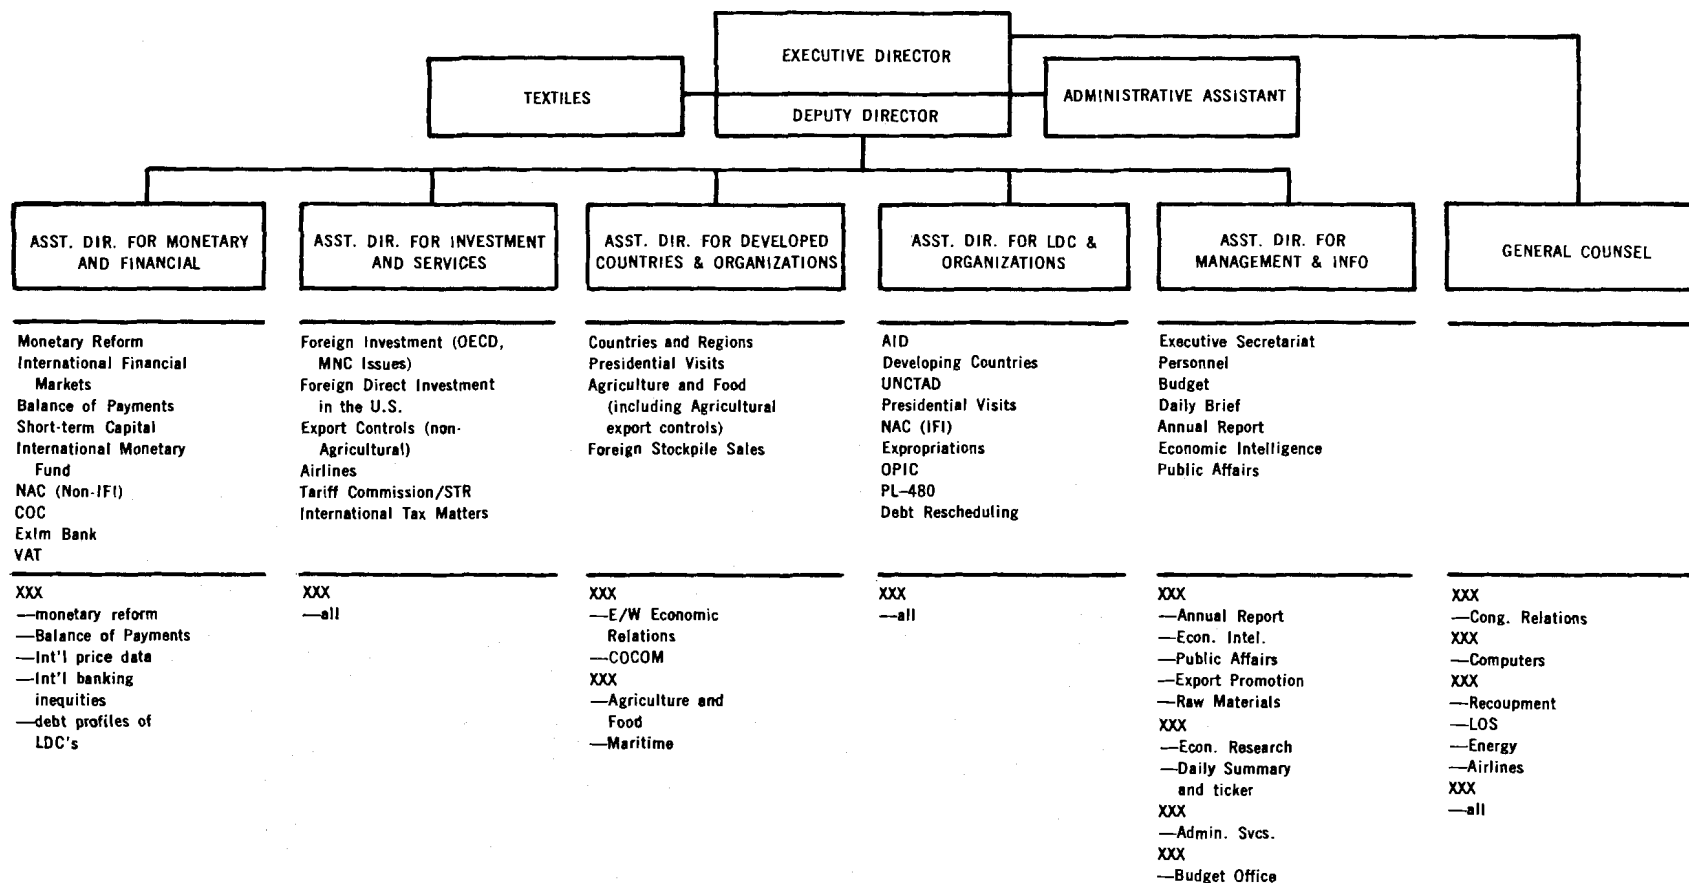 EXECUTIVE DIRECTOR
TEXTILES
ADMINISTRATIVE ASSISTANT
DEPUTY DIRECTOR
ASST. DIR. FOR MONETARY
AND FINANCIAL
ASST. DIR. FOR INVESTMENT
AND SERVICES
ASST. DIR. FOR DEVELOPED
COUNTRIES & ORGANIZATIONS
ASST. DIR. FOR LDC &
ORGANIZATIONS
ASST. DIR. FOR
MANAGEMENT & INFO
GENERAL COUNSEL
Monetary Reform
International Financial
Markets
Balance of Payments
Short-term Capital
International Monetary
Fund
NAC (Non-IFI)
COC
ExIm Bank
VAT
XXX
—monetary reform
—Balance of Payments
—Int'l price data
—Int'l banking
inequities
—debt profiles of
LDC's
Foreign Investment (OECD,
MNC Issues)
Foreign Direct Investment
in the U.S.
Export Controls (non-
Agricultural)
Airlines
Tariff Commission/STR
International Tax Matters
XXX
—all
Countries and Regions
Presidential Visits
Agriculture and Food
(including Agricultural
export controls)
Foreign Stockpile Sales
XXX
—E/W Economic
Relations
—COCOM
XXX
—Agriculture and
Food
—Maritime
AID
Developing Countries
UNCTAD
Presidential Visits
NAC (IFI)
Expropriations
OPIC
PL-480
Debt Rescheduling
XXX
—all
Executive Secretariat
Personnel
Budget
Daily Brief
Annual Report
Economic Intelligence
Public Affairs
XXX
—Annual Report
—Econ. Intel.
—Public Affairs
—Export Promotion
—Raw Materials
XXX
—Econ. Research
—Daily Summary
and ticker
XXX
—Admin. Svcs.
XXX
—Budget Office
XXX
—Cong. Relations
XXX
—Computers
XXX
—Recoupment
—LOS
—Energy
—Airlines
XXX
—all